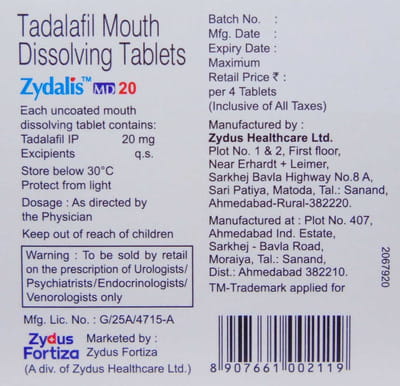 Tadalafil Mouth
Dissolving Tablets
Zydalis™ MD 20
Each uncoated mouth
dissolving tablet contains:
Tadalafil IP 20 mg
Excipients q.s.
Store below 30°C
Protect from light
Dosage : As directed by
the Physician
Keep out of reach of children
Warning : To be sold by retail
on the prescription of Urologists/
Psychiatrists/Endocrinologists/
Venorologists only
Mfg. Lic. No. : G/25A/4715-A
Zydus
Fortiza
Marketed by :
Zydus Fortiza
(A div. of Zydus Healthcare Ltd.)
Batch No. :
Mfg. Date :
Expiry Date :
Maximum
Retail Price ₹ :
per 4 Tablets
(Inclusive of All Taxes)
Manufactured by :
Zydus Healthcare Ltd.
Plot No. 1 & 2, First floor,
Near Erhardt + Leimer,
Sarkhej Bavla Highway No.8 A,
Sari Patiya, Matoda, Tal.: Sanand,
Ahmedabad-Rural-382220.
Manufactured at : Plot No. 407,
Ahmedabad Ind. Estate,
Sarkhej - Bavla Road,
Moraiya, Tal.: Sanand,
Dist.: Ahmedabad 382210.
TM-Trademark applied for
2067920
8 907661 002119